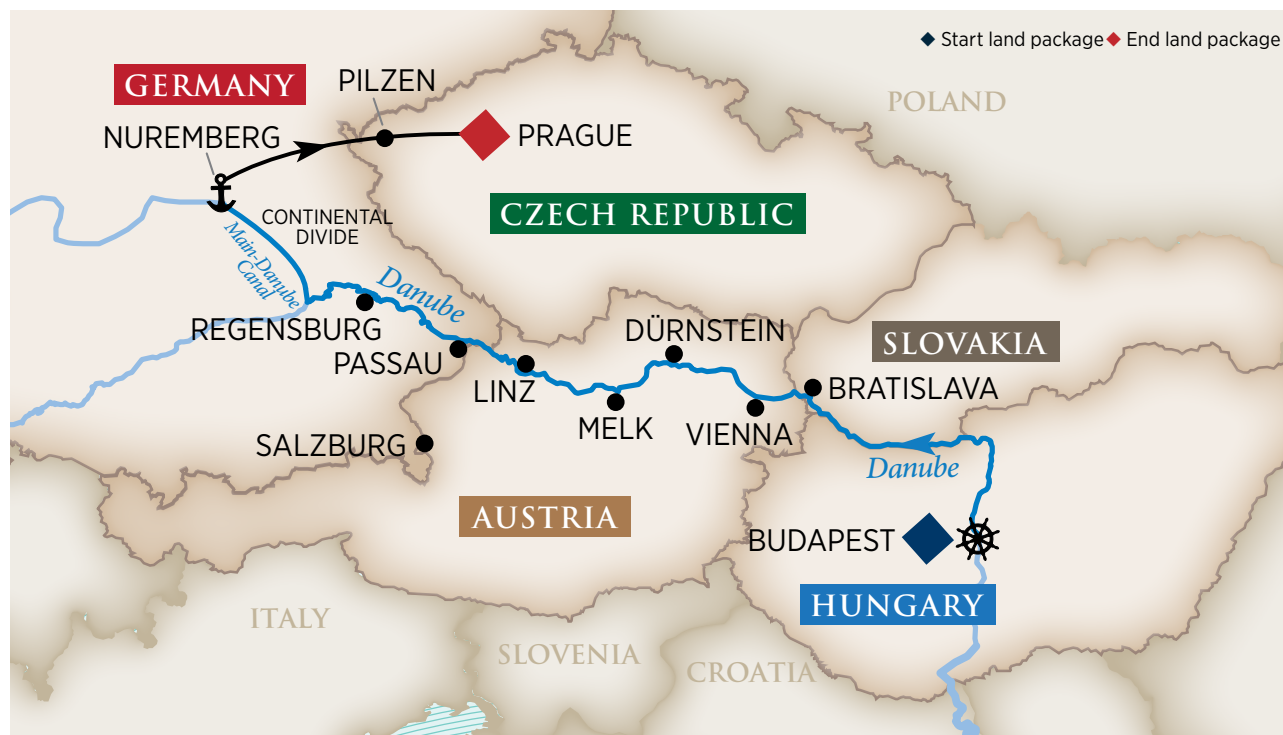 Start land package End land package
GERMANY
PILZEN
POLAND
NUREMBERG
PRAGUE
CZECH REPUBLIC
CONTINENTAL
DIVIDE
Main-Danube
Canal
Danube
REGENSBURG
DÜRNSTEIN
SLOVAKIA
PASSAU
LINZ
BRATISLAVA
MELK
VIENNA
SALZBURG
Danube
AUSTRIA
BUDAPEST
HUNGARY
ITALY
SLOVENIA
CROATIA